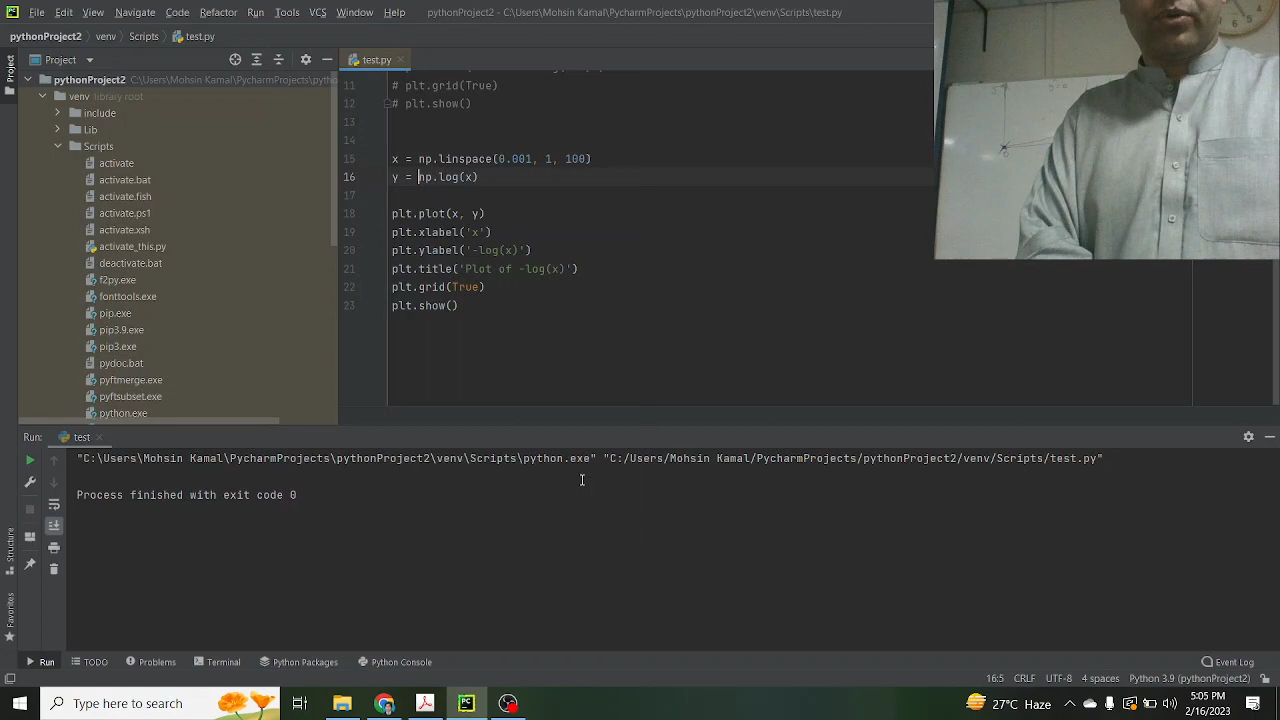 PC File Edit View Navigate Code Refactor Run Tools VCS Window Help pythonProject2 - C:\Users\Mohsin Kamal\PycharmProjects\pythonProject2\venv\Scripts\test.py
pythonProject2 venv Scripts test.py
Project
Project
test.py
pythonProject2 C:\Users\Mohsin Kamal\PycharmProjects\pytho
venv library root
include
Lib
Scripts
activate
activate.bat
activate.fish
activate.ps1
activate.xsh
activate_this.py
deactivate.bat
f2py.exe
fonttools.exe
pip.exe
pip3.9.exe
pip3.exe
pydoc.bat
pyftmerge.exe
pyftsubset.exe
python.exe
11 # plt.grid(True)
12 # plt.show()
13
14
15 x = np.linspace(0.001, 1, 100)
16 y = np.log(x)
17
18 plt.plot(x, y)
19 plt.xlabel('x')
20 plt.ylabel('-log(x)')
21 plt.title('Plot of -log(x)')
22 plt.grid(True)
23 plt.show()
Run: test
"C:\Users\Mohsin Kamal\PycharmProjects\pythonProject2\venv\Scripts\python.exe" "C:/Users/Mohsin Kamal/PycharmProjects/pythonProject2/venv/Scripts/test.py"
Process finished with exit code 0
Structure
Favorites
Run TODO Problems Terminal Python Packages Python Console Event Log
16:5 CRLF UTF-8 4 spaces Python 3.9 (pythonProject2)
Type here to search
PC
27°C Haze
5:05 PM
2/16/2023